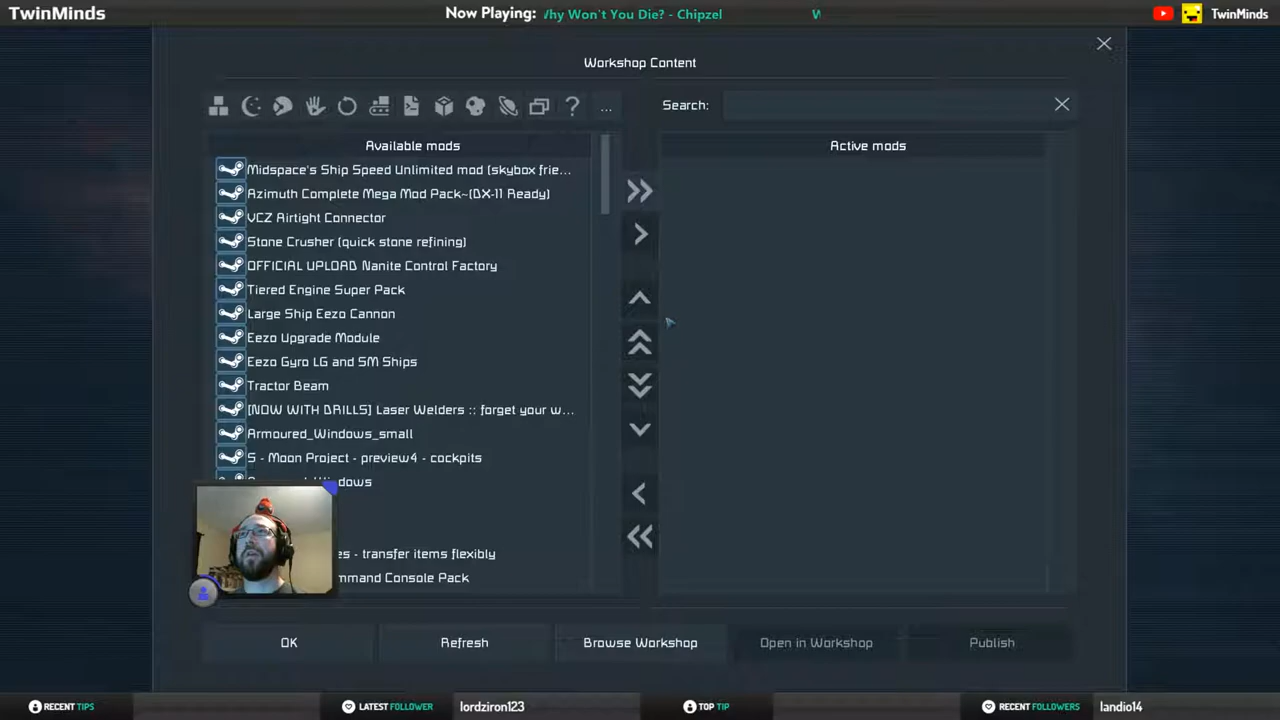 TwinMinds
Now Playing: Why Won't You Die? - Chipzel
TwinMinds
Workshop Content
Search:
Available mods
Active mods
Midspace's Ship Speed Unlimited mod (skybox frie...
Azimuth Complete Mega Mod Pack~(DX-11 Ready)
VCZ Airtight Connector
Stone Crusher (quick stone refining)
OFFICIAL UPLOAD Nanite Control Factory
Tiered Engine Super Pack
Large Ship Eezo Cannon
Eezo Upgrade Module
Eezo Gyro LG and SM Ships
Tractor Beam
[NOW WITH DRILLS] Laser Welders :: forget your w...
Armoured_Windows_small
S - Moon Project - preview4 - cockpits
- transfer items flexibly
Console Pack
OK
Refresh
Browse Workshop
Open in Workshop
Publish
RECENT TIPS
LATEST FOLLOWER
lordziron123
TOP TIP
RECENT FOLLOWERS
landio14